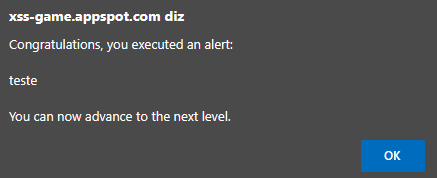 xss-game.appspot.com diz
Congratulations, you executed an alert:
teste
You can now advance to the next level.
OK